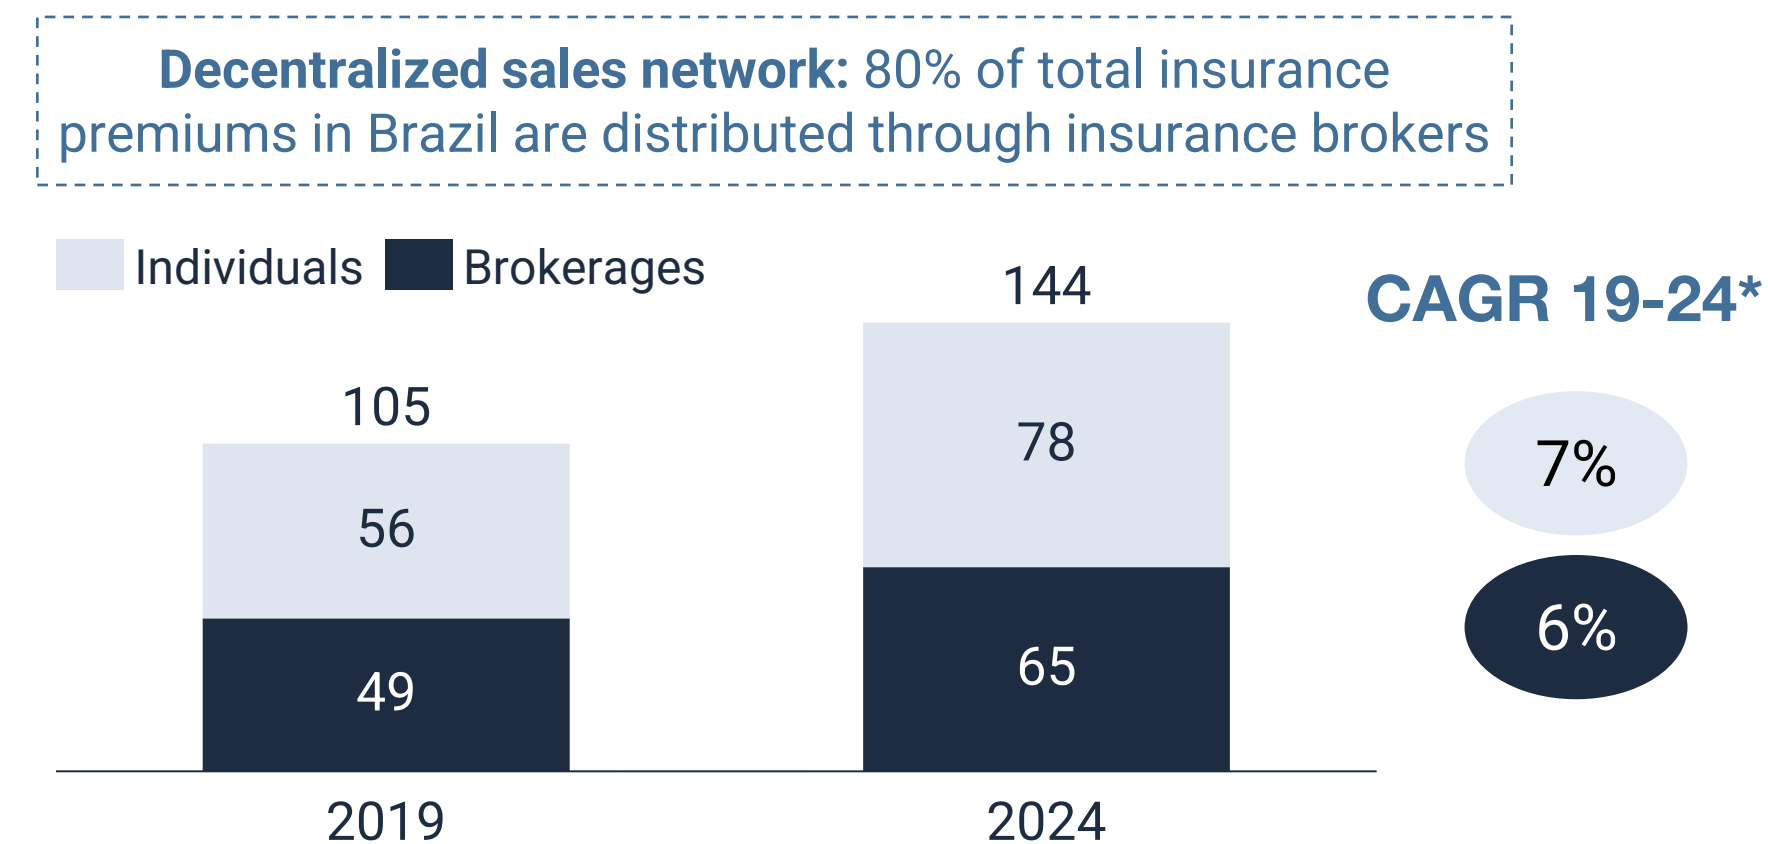 Decentralized sales network: 80% of total insurance
premiums in Brazil are distributed through insurance brokers
Individuals Brokerages
144
CAGR 19-24*
105
78
7%
56
65
6%
49
2019
2024